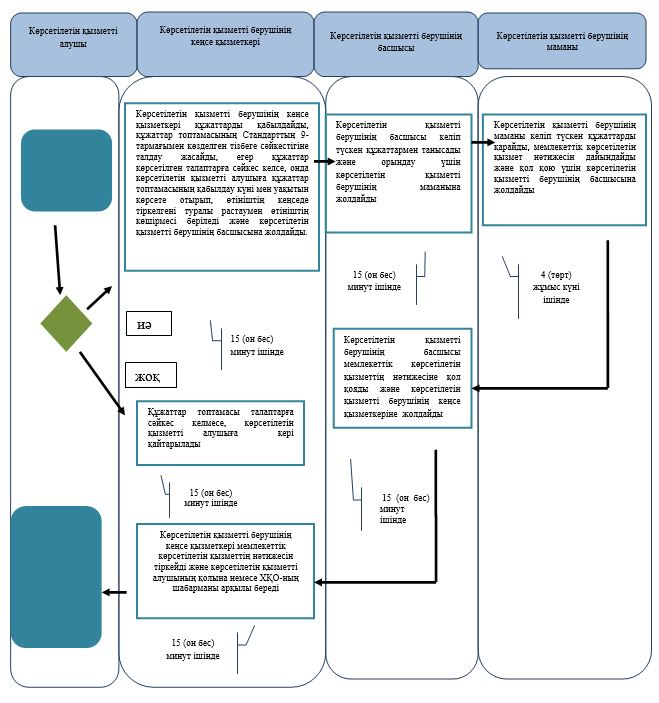 Көрсетілетін қызметті
алушы
Көрсетілетін қызметті берушінің
кеңсе қызметкері
Көрсетілетін қызметті берушінің
басшысы
Көрсетілетін қызметті берушінің
маманы
Көрсетілетін қызметті берушінің кеңсе
қызметкері құжаттарды қабылдайды,
құжаттар топтамасының Стандарттың 9-
тармағымен көзделген тізбеге сәйкестігіне
талдау жасайды, егер құжаттар
көрсетілген талаптарға сәйкес келсе, онда
көрсетілетін қызметті алушыға құжаттар
топтамасының қабылдау күні мен уақытын
көрсете отырып, өтініштің кеңседе
тіркелгені туралы растаумен өтініштің
көшірмесі беріледі және көрсетілетін
қызметті берушінің басшысына жолдайды.
Көрсетілетін қызметті
берушінің басшысы келіп
түскен құжаттармен танысады
және орындау үшін
көрсетілетін қызметті
берушінің маманына
жолдайды
Көрсетілетін қызметті берушінің
маманы келіп түскен құжаттарды
қарайды, мемлекеттік көрсетілетін
қызмет нәтижесін дайындайды
және қол қою үшін көрсетілетін
қызметті берушінің басшысына
жолдайды
15 (он бес)
минут ішінде
4 (төрт)
жұмыс күні
ішінде
иә
15 (он бес)
минут ішінде
жоқ
Көрсетілетін қызметті
берушінің басшысы
мемлекеттік көрсетілетін
қызметтің нәтижесіне қол
қояды және көрсетілетін
қызметті берушінің кеңсе
қызметкеріне жолдайды
Құжаттар топтамасы талаптарға
сәйкес келмесе, көрсетілетін
қызметті алушыға кері
қайтарылады
15 (он бес)
минут ішінде
15 (он бес)
минут
ішінде
Көрсетілетін қызметті берушінің
кеңсе қызметкері мемлекеттік
көрсетілетін қызметтің нәтижесін
тіркейді және көрсетілетін қызметті
алушының қолына немесе ХҚО-ның
шабарманы арқылы береді
15 (он бес)
минут ішінде